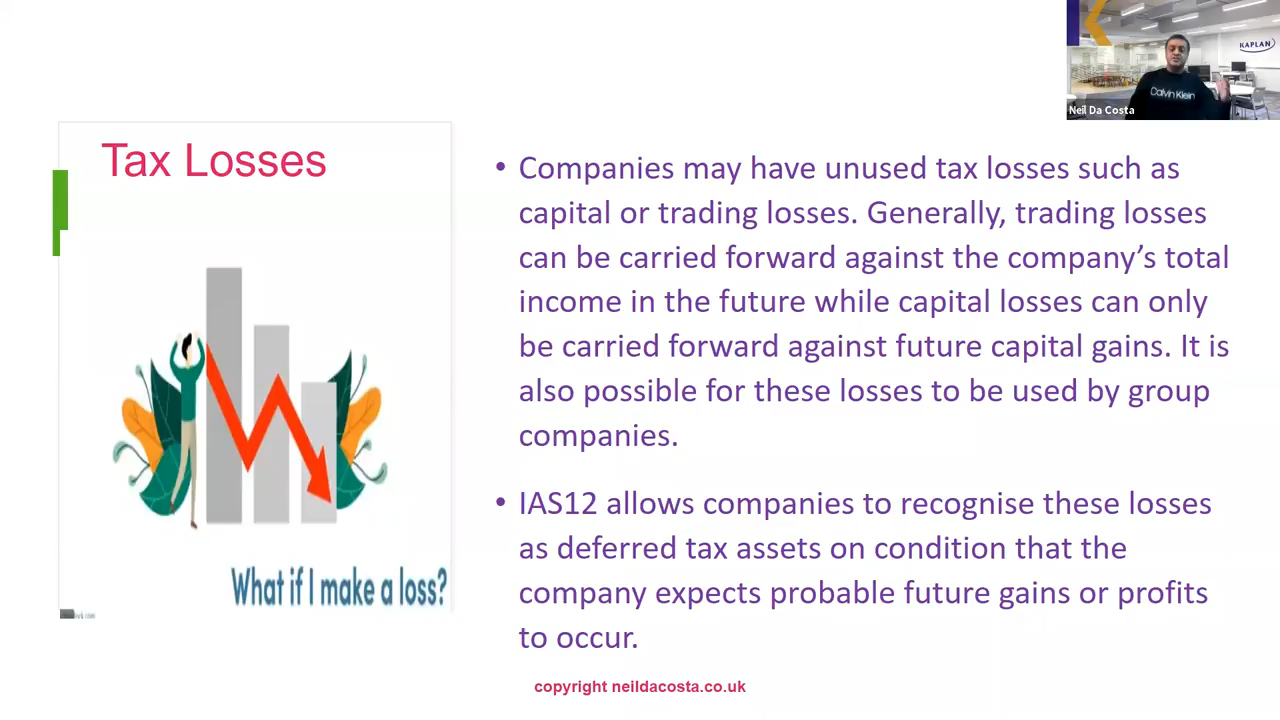 KAPLAN
Calvin Klein
Neil Da Costa
Tax Losses
What if I make a loss?
• Companies may have unused tax losses such as
capital or trading losses. Generally, trading losses
can be carried forward against the company’s total
income in the future while capital losses can only
be carried forward against future capital gains. It is
also possible for these losses to be used by group
companies.
• IAS12 allows companies to recognise these losses
as deferred tax assets on condition that the
company expects probable future gains or profits
to occur.
copyright neildacosta.co.uk